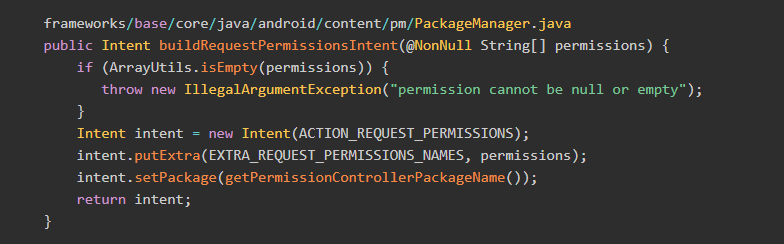 frameworks/base/core/java/android/content/pm/PackageManager.java
public Intent buildRequestPermissionsIntent(@NonNull String[] permissions) {
    if (ArrayUtils.isEmpty(permissions)) {
       throw new IllegalArgumentException("permission cannot be null or empty");
    }
    Intent intent = new Intent(ACTION_REQUEST_PERMISSIONS);
    intent.putExtra(EXTRA_REQUEST_PERMISSIONS_NAMES, permissions);
    intent.setPackage(getPermissionControllerPackageName());
    return intent;
}